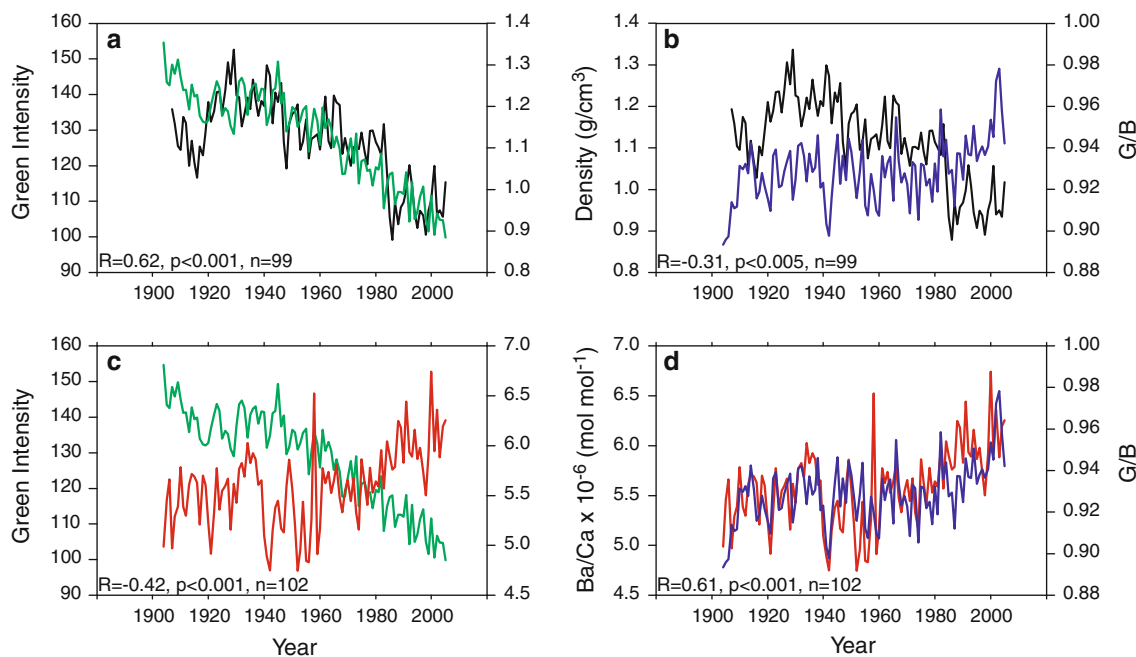 a
Green Intensity
160
150
140
130
120
110
100
90
1.4
1.3
1.2
1.1
1.0
0.9
0.8
R=0.62, p<0.001, n=99
1900 1920 1940 1960 1980 2000
b
Density (g/cm³)
1.4
1.3
1.2
1.1
1.0
0.9
0.8
1.00
0.98
0.96
0.94
0.92
0.90
0.88
G/B
R=-0.31, p<0.005, n=99
1900 1920 1940 1960 1980 2000
c
Green Intensity
160
150
140
130
120
110
100
90
7.0
6.5
6.0
5.5
5.0
4.5
R=-0.42, p<0.001, n=102
1900 1920 1940 1960 1980 2000
Year
d
Ba/Ca x 10⁻⁶ (mol mol⁻¹)
7.0
6.5
6.0
5.5
5.0
4.5
1.00
0.98
0.96
0.94
0.92
0.90
0.88
G/B
R=0.61, p<0.001, n=102
1900 1920 1940 1960 1980 2000
Year